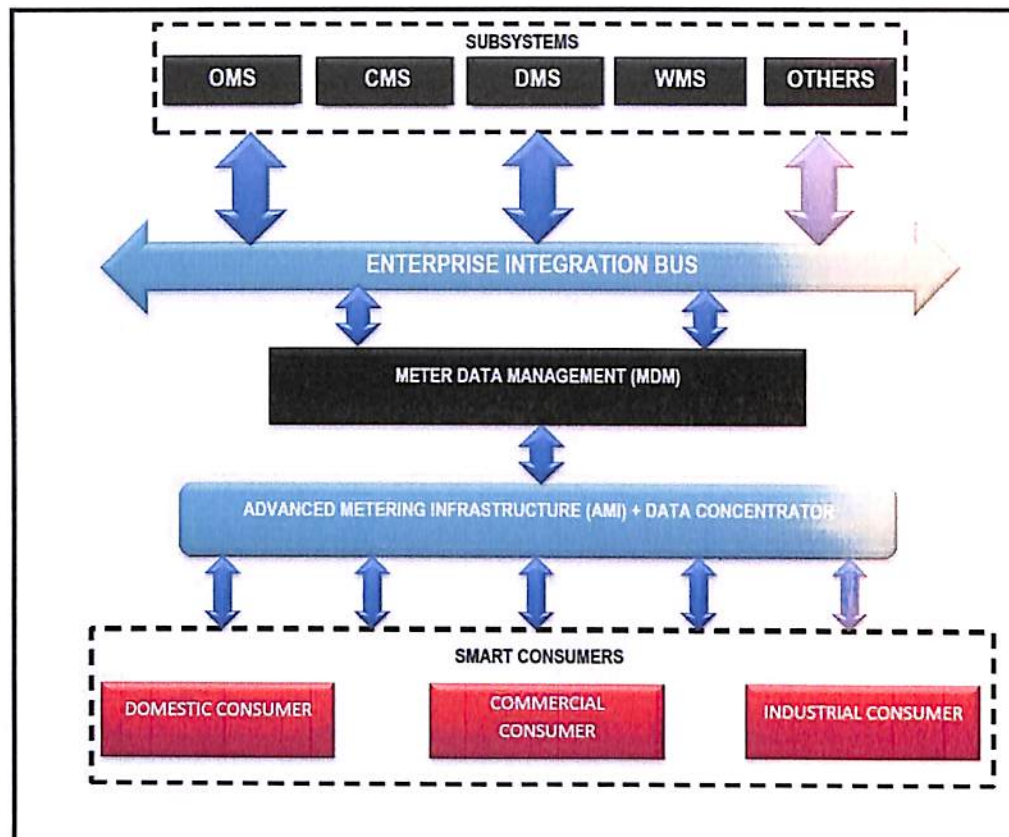 SUBSYSTEMS
OMS
CMS
DMS
WMS
OTHERS
ENTERPRISE INTEGRATION BUS
METER DATA MANAGEMENT (MDM)
ADVANCED METERING INFRASTRUCTURE (AMI) + DATA CONCENTRATOR
SMART CONSUMERS
DOMESTIC CONSUMER
COMMERCIAL
CONSUMER
INDUSTRIAL CONSUMER